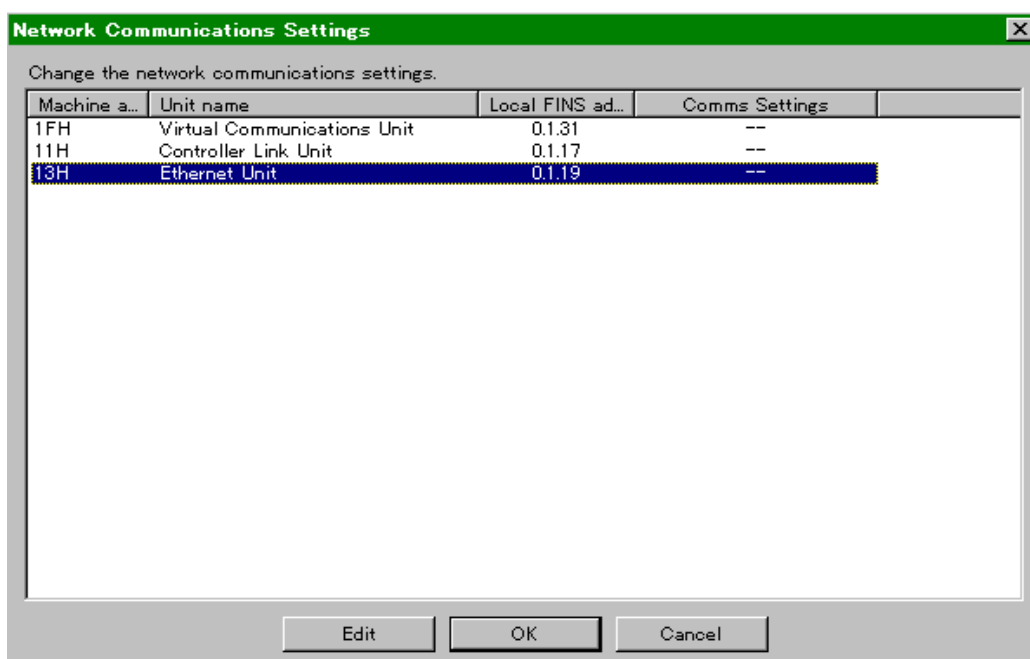 Network Communications Settings
Change the network communications settings.
Machine a... Unit name Local FINS ad... Comms Settings
1FH Virtual Communications Unit 0.1.31 --
11H Controller Link Unit 0.1.17 --
13H Ethernet Unit 0.1.19 --
Edit OK Cancel